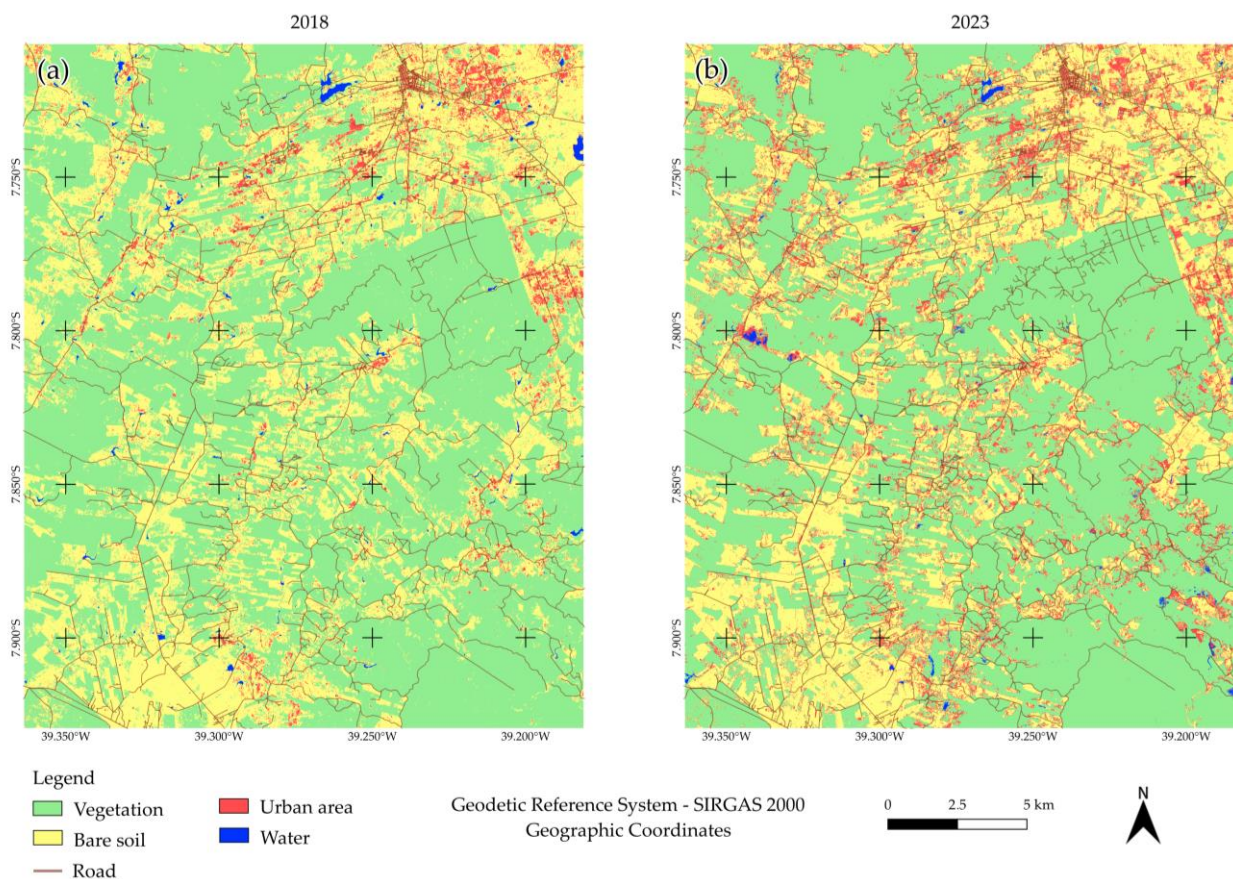 2018
2023
(a)
(b)
7.750°S
7.800°S
7.850°S
7.900°S
7.750°S
7.800°S
7.850°S
7.900°S
39.350°W
39.300°W
39.250°W
39.200°W
39.350°W
39.300°W
39.250°W
39.200°W
Legend
Vegetation
Bare soil
Road
Urban area
Water
Geodetic Reference System - SIRGAS 2000
Geographic Coordinates
0 2.5 5 km
N